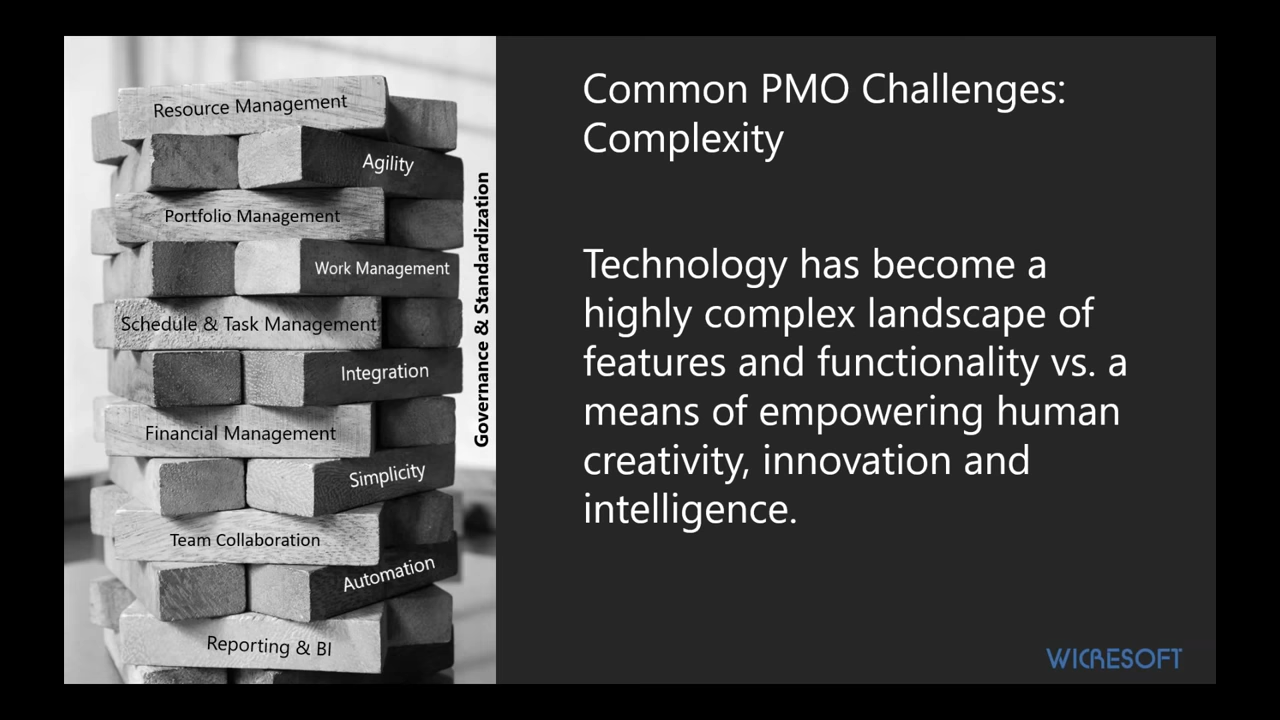 Resource Management
Agility
Portfolio Management
Work Management
Schedule & Task Management
Integration
Financial Management
Simplicity
Team Collaboration
Automation
Reporting & BI
Governance & Standardization
Common PMO Challenges:
Complexity
Technology has become a
highly complex landscape of
features and functionality vs. a
means of empowering human
creativity, innovation and
intelligence.
WICRESOFT